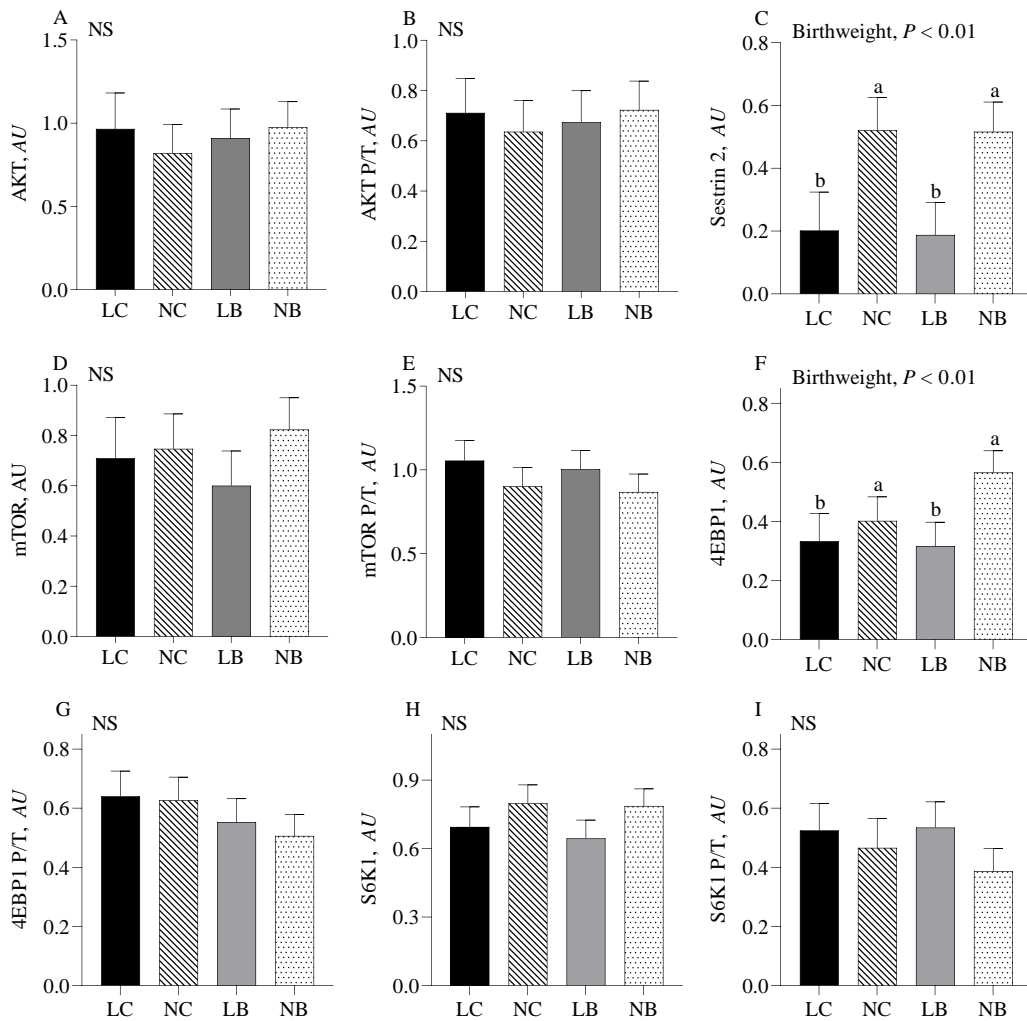 A
NS
AKT, AU
1.5
1.0
0.5
0.0
LC NC LB NB
B
NS
AKT P/T, AU
1.0
0.8
0.6
0.4
0.2
0.0
LC NC LB NB
C
Birthweight, P < 0.01
Sestrin 2, AU
0.8
0.6
0.4
0.2
0.0
b a b a
LC NC LB NB
D
NS
mTOR, AU
1.0
0.8
0.6
0.4
0.2
0.0
LC NC LB NB
E
NS
mTOR P/T, AU
1.5
1.0
0.5
0.0
LC NC LB NB
F
Birthweight, P < 0.01
4EBP1, AU
0.8
0.6
0.4
0.2
0.0
b a b a
LC NC LB NB
G
NS
4EBP1 P/T, AU
0.8
0.6
0.4
0.2
0.0
LC NC LB NB
H
NS
S6K1, AU
0.9
0.6
0.3
0.0
LC NC LB NB
I
NS
S6K1 P/T, AU
0.8
0.6
0.4
0.2
0.0
LC NC LB NB